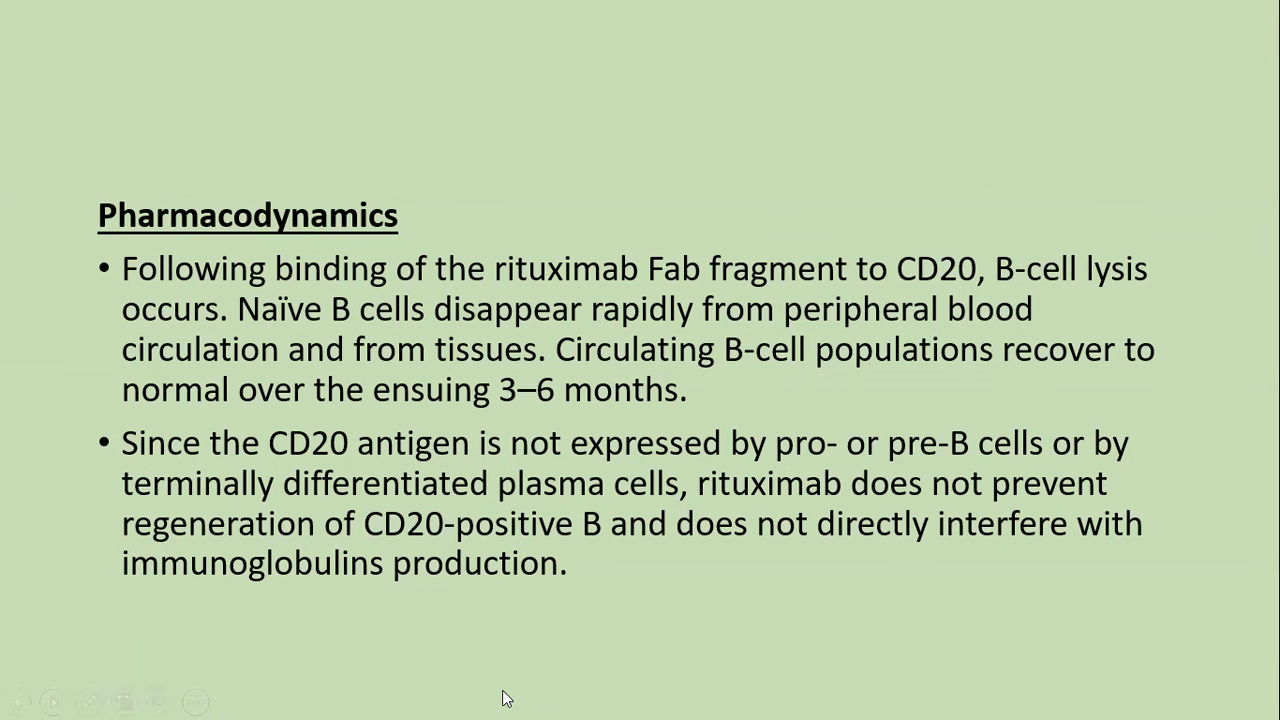 Pharmacodynamics
• Following binding of the rituximab Fab fragment to CD20, B-cell lysis
occurs. Naïve B cells disappear rapidly from peripheral blood
circulation and from tissues. Circulating B-cell populations recover to
normal over the ensuing 3–6 months.
• Since the CD20 antigen is not expressed by pro- or pre-B cells or by
terminally differentiated plasma cells, rituximab does not prevent
regeneration of CD20-positive B and does not directly interfere with
immunoglobulins production.